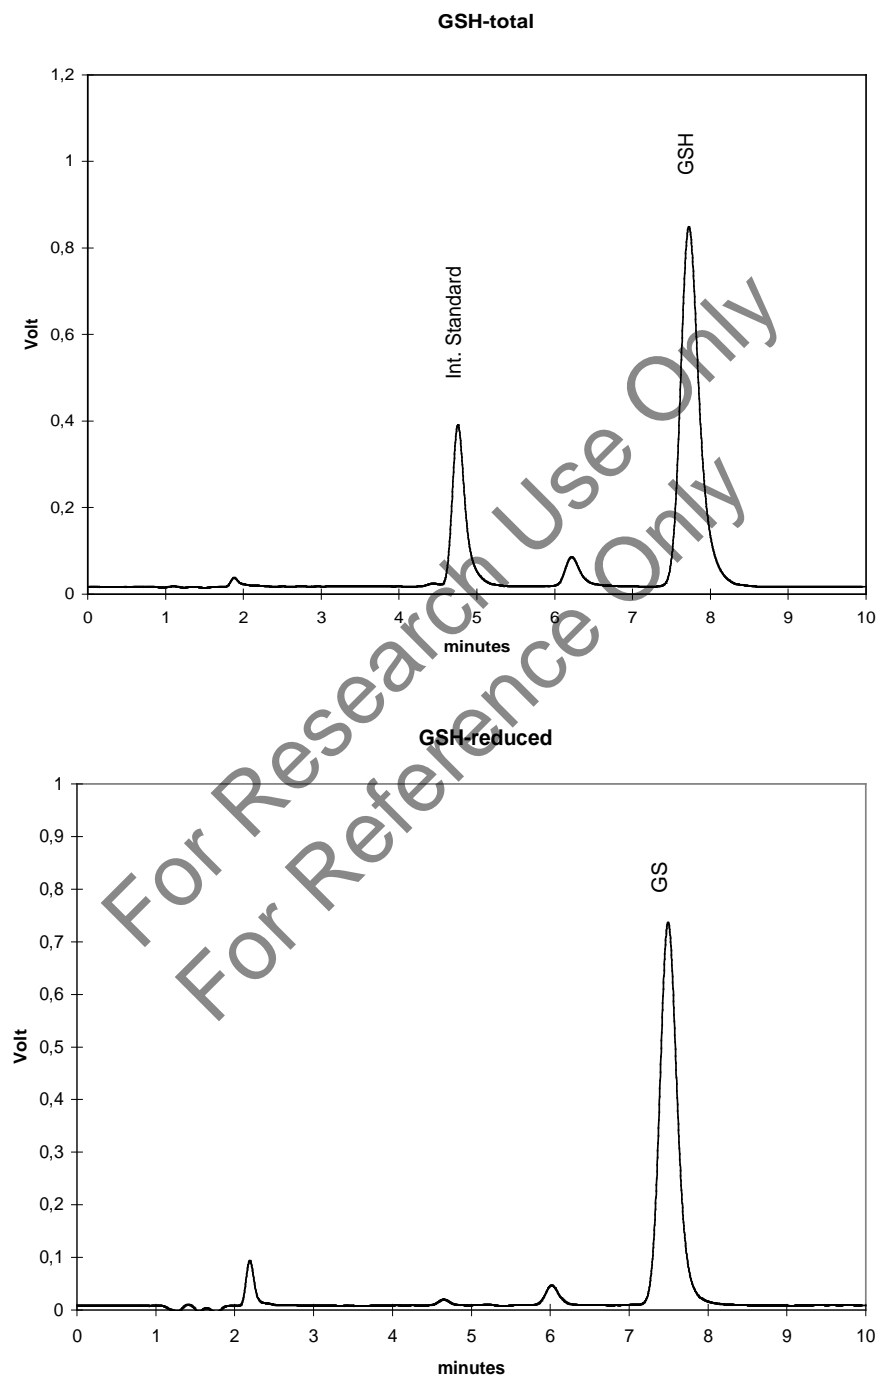 GSH-total
1,2
1
0,8
0,6
0,4
0,2
0
Volt
Int. Standard
GSH
0 1 2 3 4 5 6 7 8 9 10
minutes
For Research Use Only
For Reference Only
GSH-reduced
1
0,9
0,8
0,7
0,6
0,5
0,4
0,3
0,2
0,1
0
Volt
GS
0 1 2 3 4 5 6 7 8 9 10
minutes